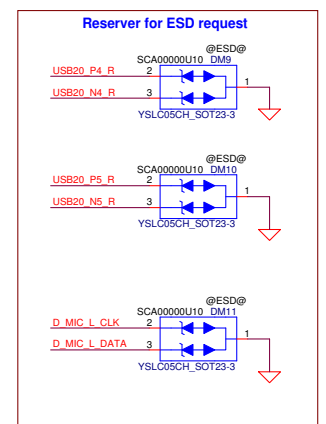 Reserver for ESD request
@ESD@
SCA00000U10 DM9
USB20_P4_R 2
1
USB20_N4_R 3
YSLC05CH_SOT23-3
@ESD@
SCA00000U10 DM10
USB20_P5_R 2
1
USB20_N5_R 3
YSLC05CH_SOT23-3
@ESD@
SCA00000U10 DM11
D_MIC_L_CLK 2
1
D_MIC_L_DATA 3
YSLC05CH_SOT23-3